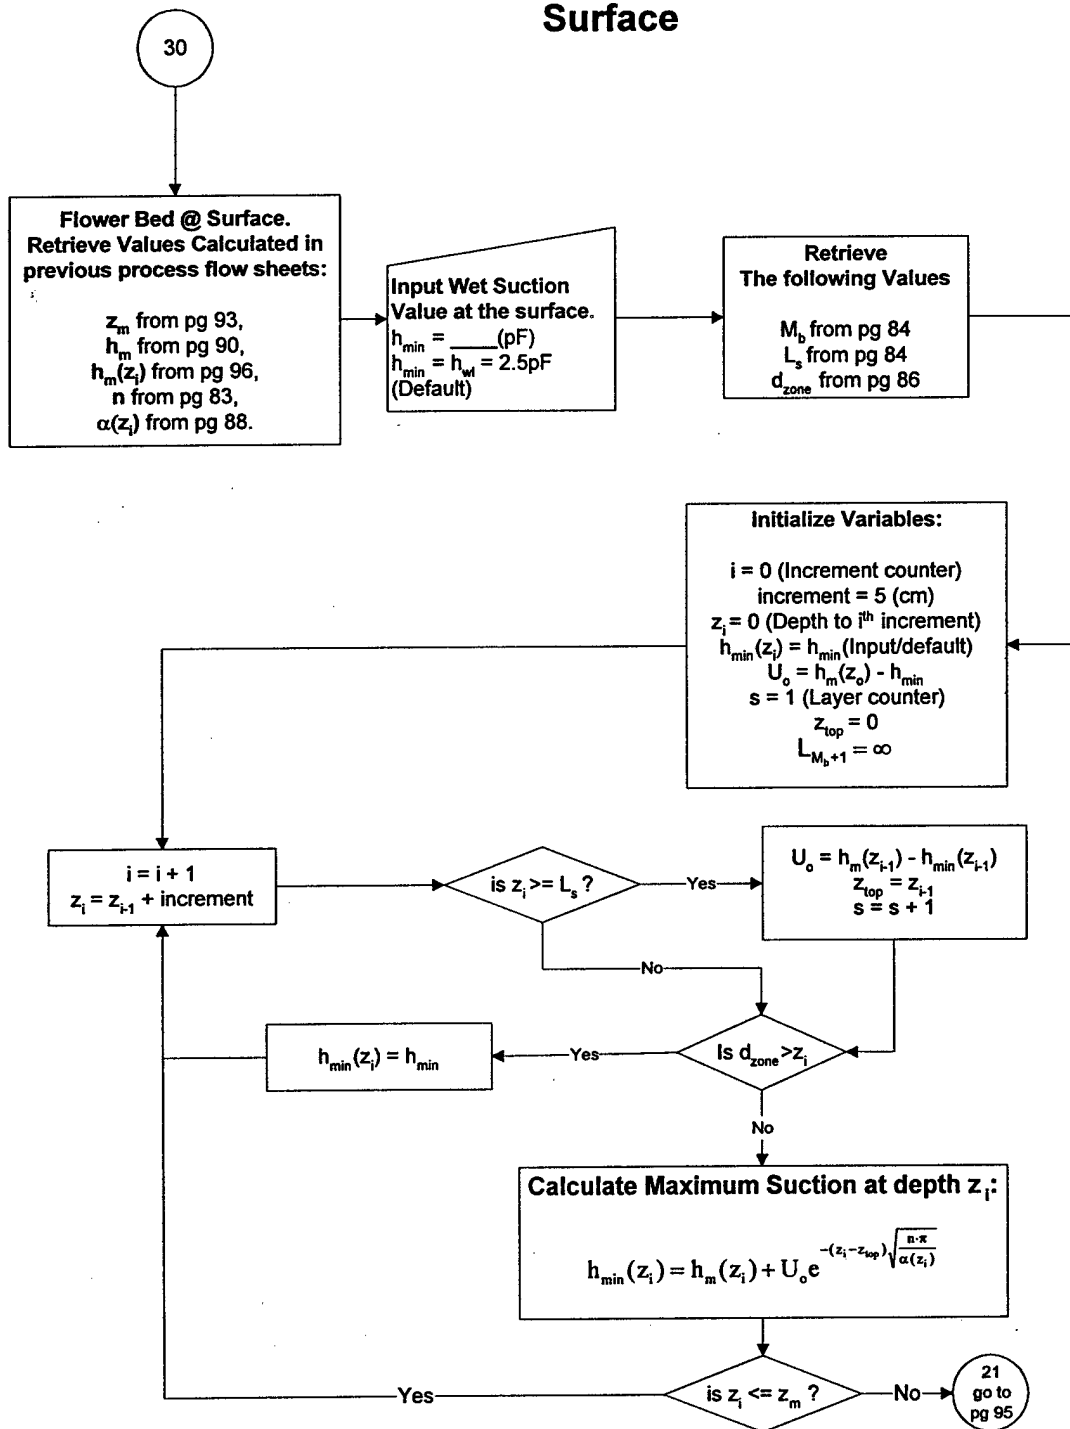 Surface
30
Flower Bed @ Surface.
Retrieve Values Calculated in
previous process flow sheets:
z_m from pg 93,
h_m from pg 90,
h_m(z_i) from pg 96,
n from pg 83,
α(z_i) from pg 88.
Input Wet Suction
Value at the surface.
h_min = ____(pF)
h_min = h_wl = 2.5pF
(Default)
Retrieve
The following Values
M_b from pg 84
L_s from pg 84
d_zone from pg 86
Initialize Variables:
i = 0 (Increment counter)
increment = 5 (cm)
z_i = 0 (Depth to i^th increment)
h_min(z_i) = h_min(Input/default)
U_o = h_m(z_o) - h_min
s = 1 (Layer counter)
z_top = 0
L_{M_b+1} = ∞
i = i + 1
z_i = z_{i-1} + increment
is z_i >= L_s ?
Yes
U_o = h_m(z_{i-1}) - h_min(z_{i-1})
z_top = z_{i-1}
s = s + 1
No
Is d_zone>z_i
Yes
h_min(z_i) = h_min
No
Calculate Maximum Suction at depth z_i:
h_min(z_i) = h_m(z_i) + U_o e^{-(z_i - z_top)√(n·π/α(z_i))}
is z_i <= z_m ?
Yes
No
21
go to
pg 95